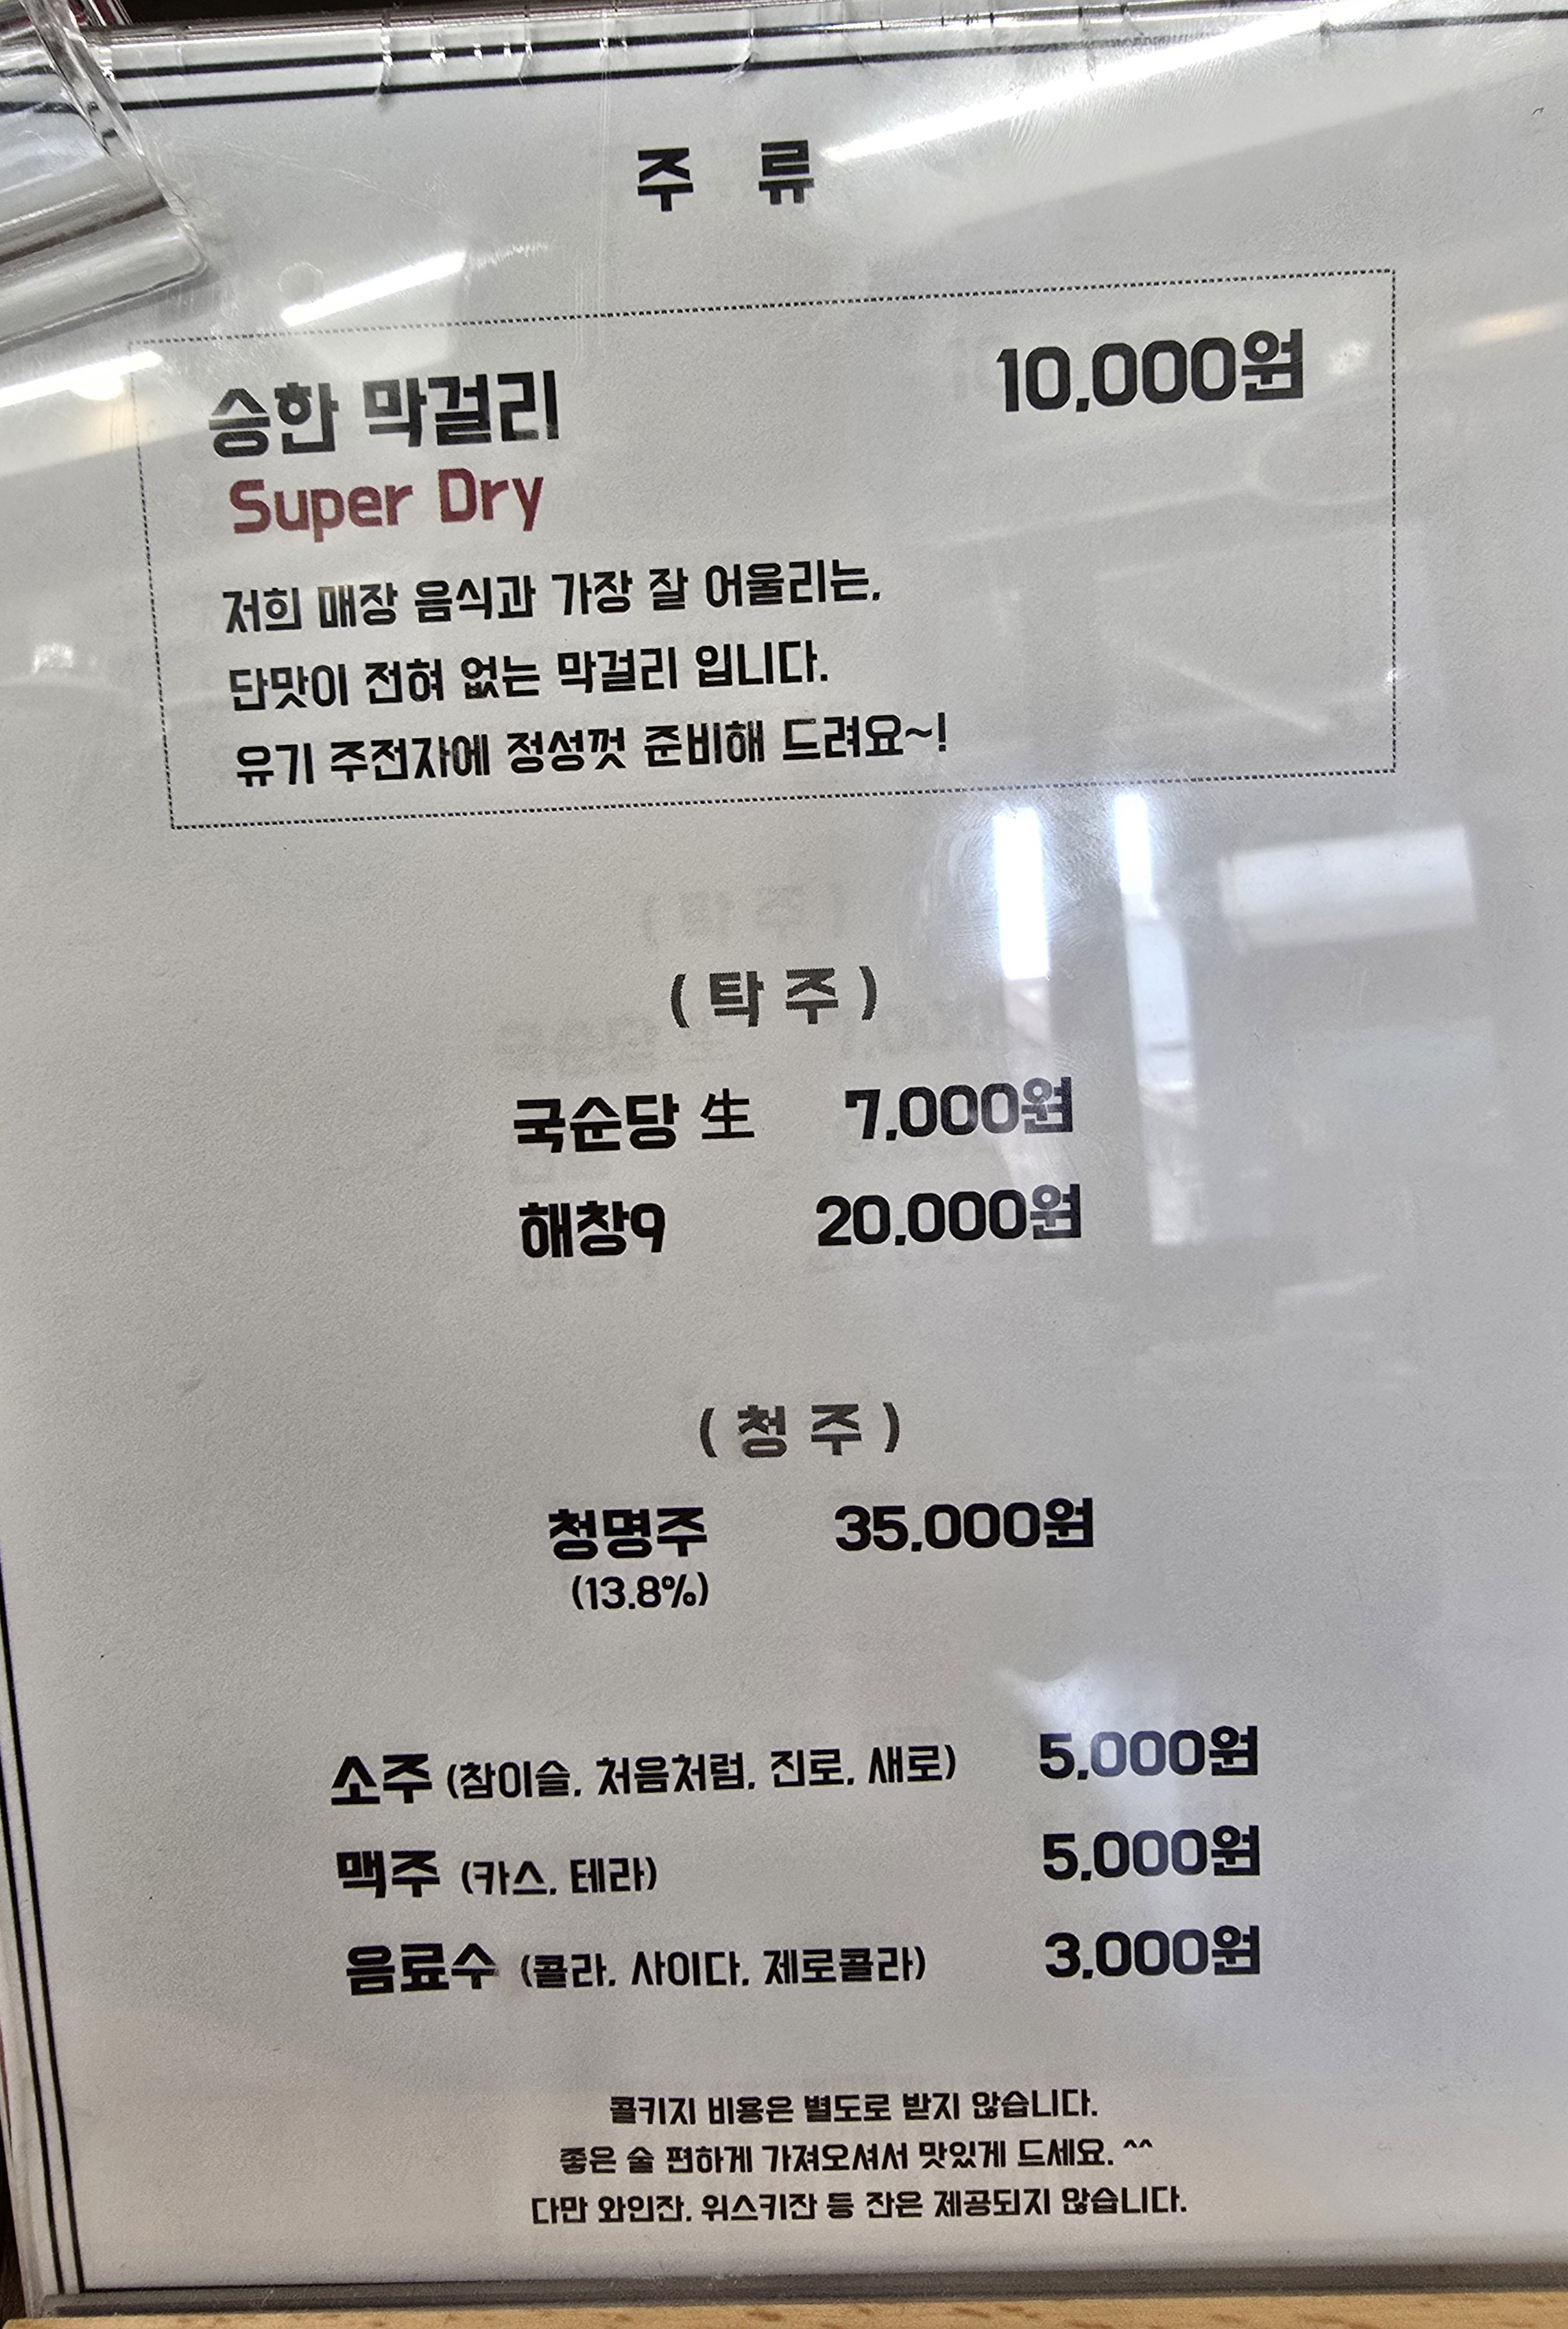 주 류
승한 막걸리 10,000원
Super Dry
저희 매장 음식과 가장 잘 어울리는,
단맛이 전혀 없는 막걸리 입니다.
유기 주전자에 정성껏 준비해 드려요~!
( 탁 주 )
국순당 生 7,000원
해창9 20,000원
( 청 주 )
청명주 35,000원
(13.8%)
소주 (참이슬, 처음처럼, 진로, 새로) 5,000원
맥주 (카스, 테라) 5,000원
음료수 (콜라, 사이다, 제로콜라) 3,000원
콜키지 비용은 별도로 받지 않습니다.
좋은 술 편하게 가져오셔서 맛있게 드세요. ^^
다만 와인잔, 위스키잔 등 잔은 제공되지 않습니다.